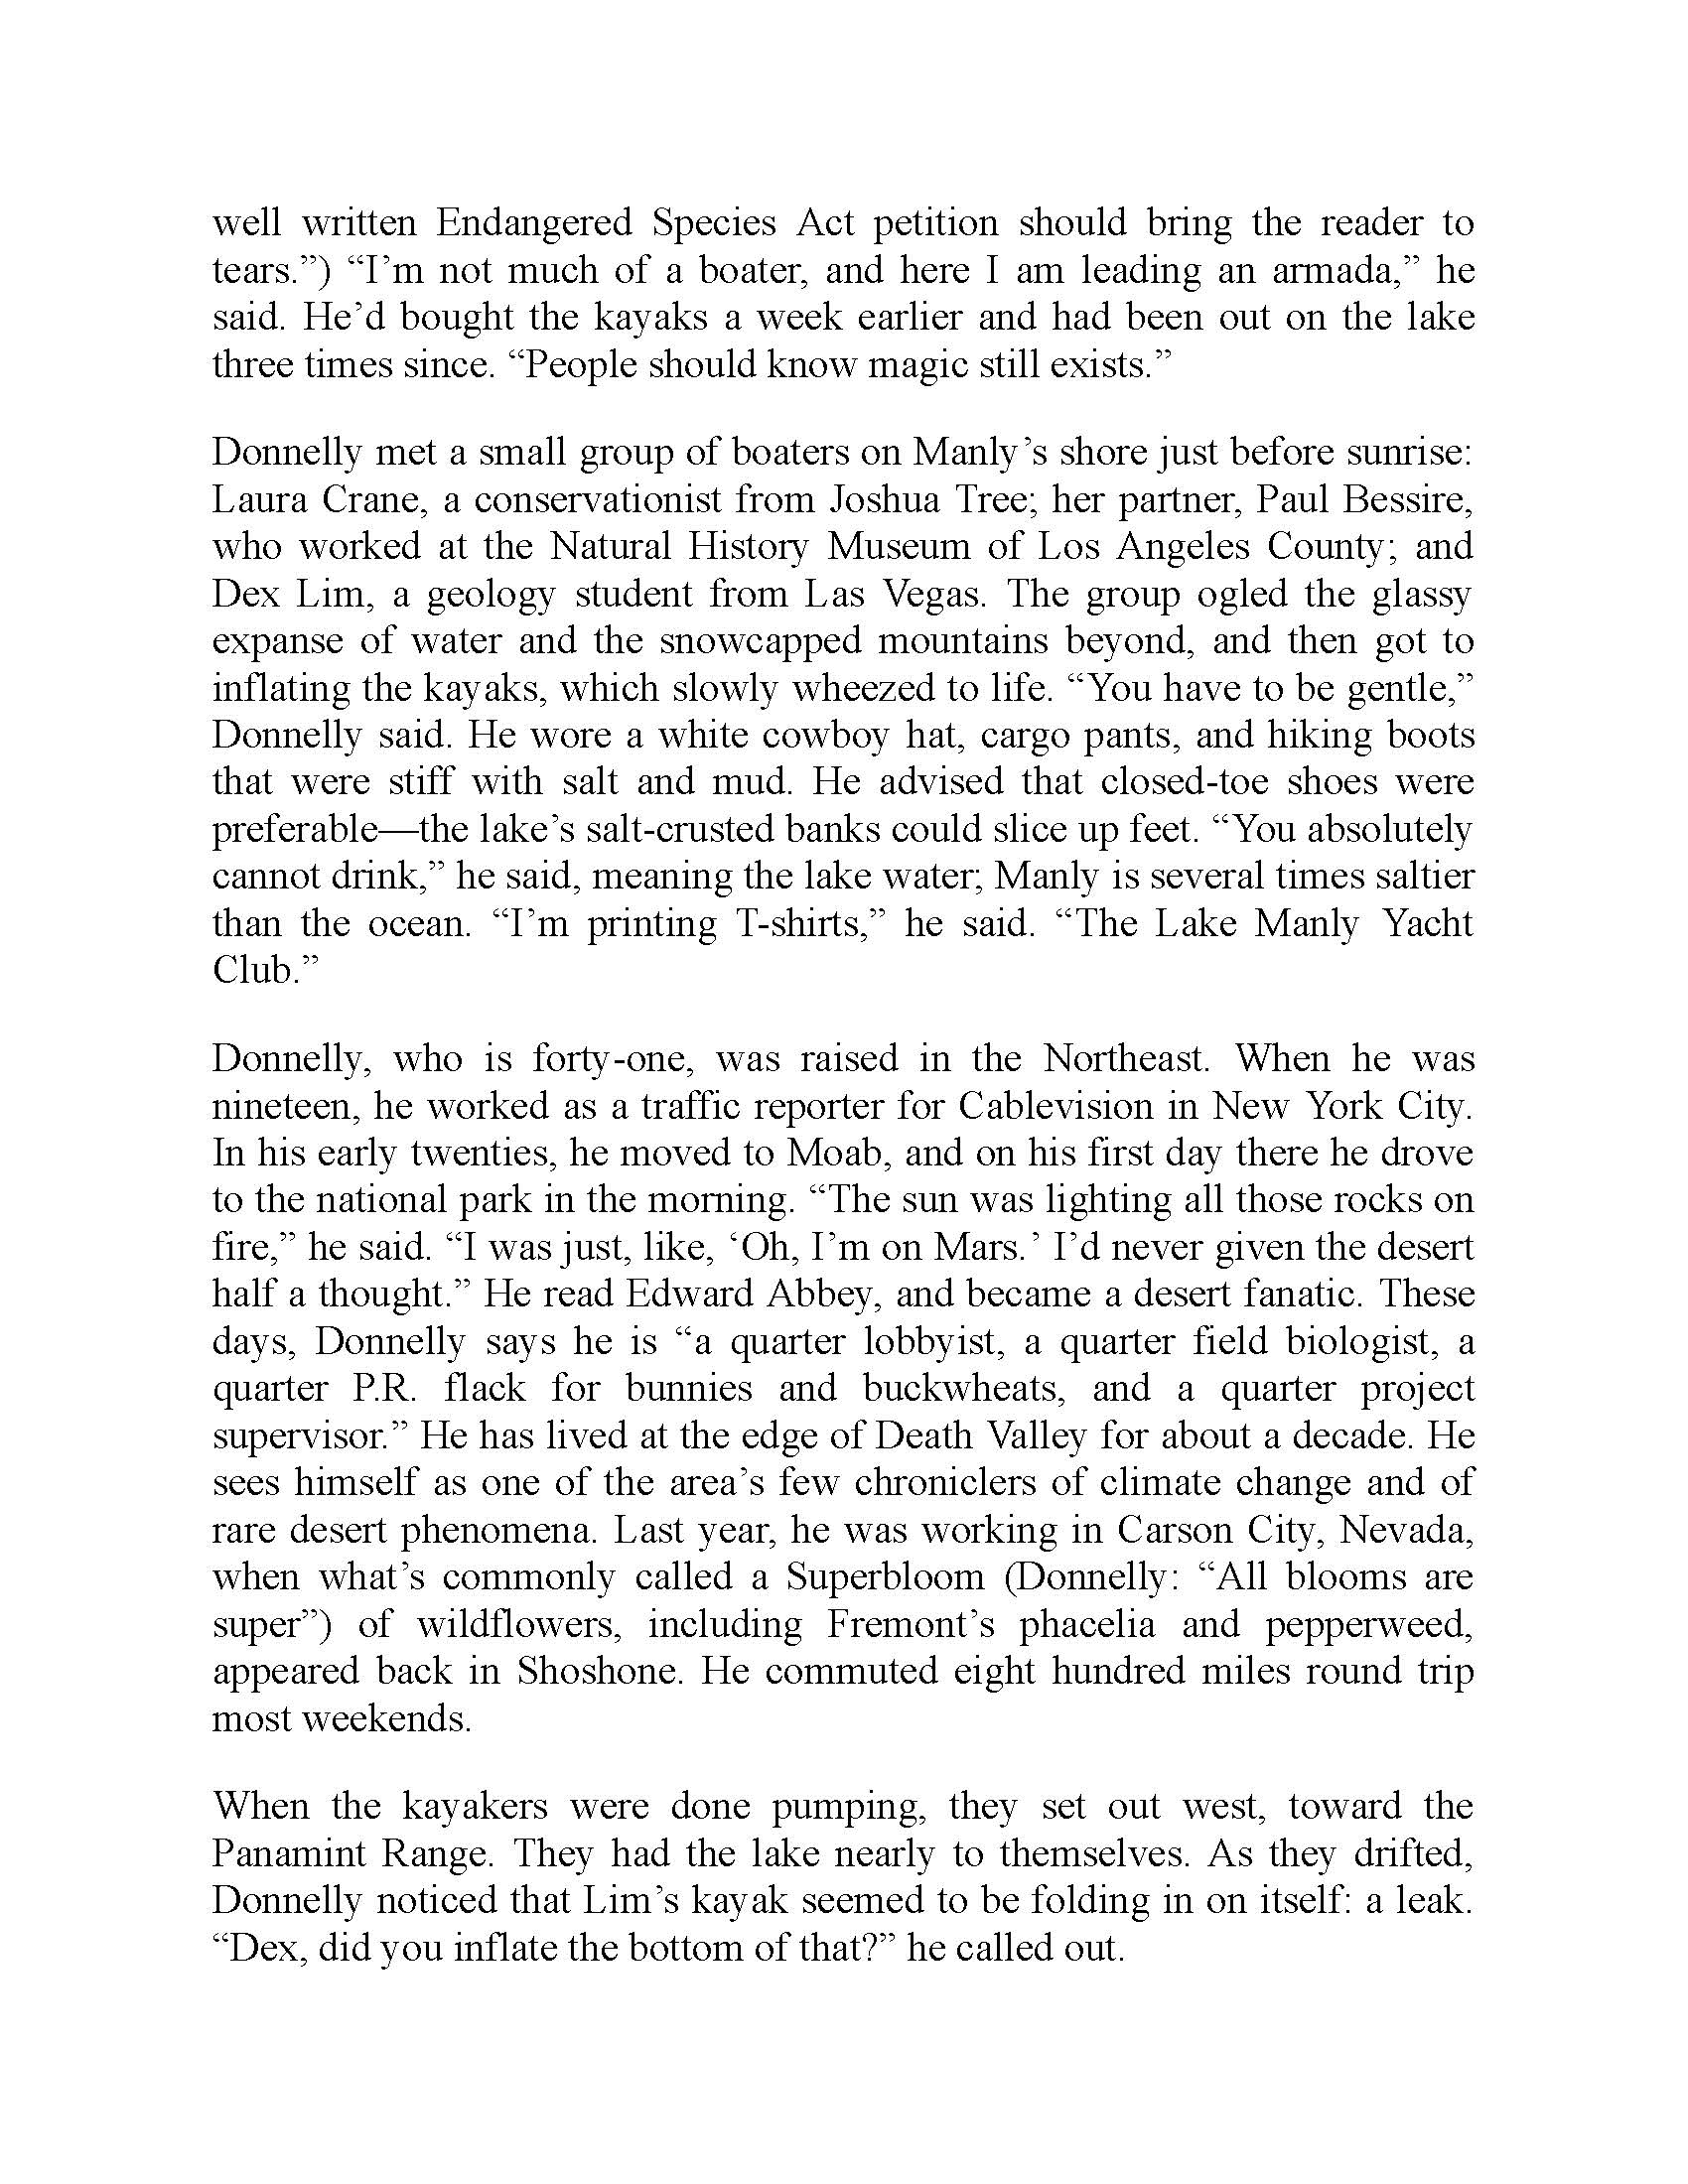 well written Endangered Species Act petition should bring the reader to
tears.”) “I’m not much of a boater, and here I am leading an armada,” he
said. He’d bought the kayaks a week earlier and had been out on the lake
three times since. “People should know magic still exists.”
Donnelly met a small group of boaters on Manly’s shore just before sunrise:
Laura Crane, a conservationist from Joshua Tree; her partner, Paul Bessire,
who worked at the Natural History Museum of Los Angeles County; and
Dex Lim, a geology student from Las Vegas. The group ogled the glassy
expanse of water and the snowcapped mountains beyond, and then got to
inflating the kayaks, which slowly wheezed to life. “You have to be gentle,”
Donnelly said. He wore a white cowboy hat, cargo pants, and hiking boots
that were stiff with salt and mud. He advised that closed-toe shoes were
preferable—the lake’s salt-crusted banks could slice up feet. “You absolutely
cannot drink,” he said, meaning the lake water; Manly is several times saltier
than the ocean. “I’m printing T-shirts,” he said. “The Lake Manly Yacht
Club.”
Donnelly, who is forty-one, was raised in the Northeast. When he was
nineteen, he worked as a traffic reporter for Cablevision in New York City.
In his early twenties, he moved to Moab, and on his first day there he drove
to the national park in the morning. “The sun was lighting all those rocks on
fire,” he said. “I was just, like, ‘Oh, I’m on Mars.’ I’d never given the desert
half a thought.” He read Edward Abbey, and became a desert fanatic. These
days, Donnelly says he is “a quarter lobbyist, a quarter field biologist, a
quarter P.R. flack for bunnies and buckwheats, and a quarter project
supervisor.” He has lived at the edge of Death Valley for about a decade. He
sees himself as one of the area’s few chroniclers of climate change and of
rare desert phenomena. Last year, he was working in Carson City, Nevada,
when what’s commonly called a Superbloom (Donnelly: “All blooms are
super”) of wildflowers, including Fremont’s phacelia and pepperweed,
appeared back in Shoshone. He commuted eight hundred miles round trip
most weekends.
When the kayakers were done pumping, they set out west, toward the
Panamint Range. They had the lake nearly to themselves. As they drifted,
Donnelly noticed that Lim’s kayak seemed to be folding in on itself: a leak.
“Dex, did you inflate the bottom of that?” he called out.